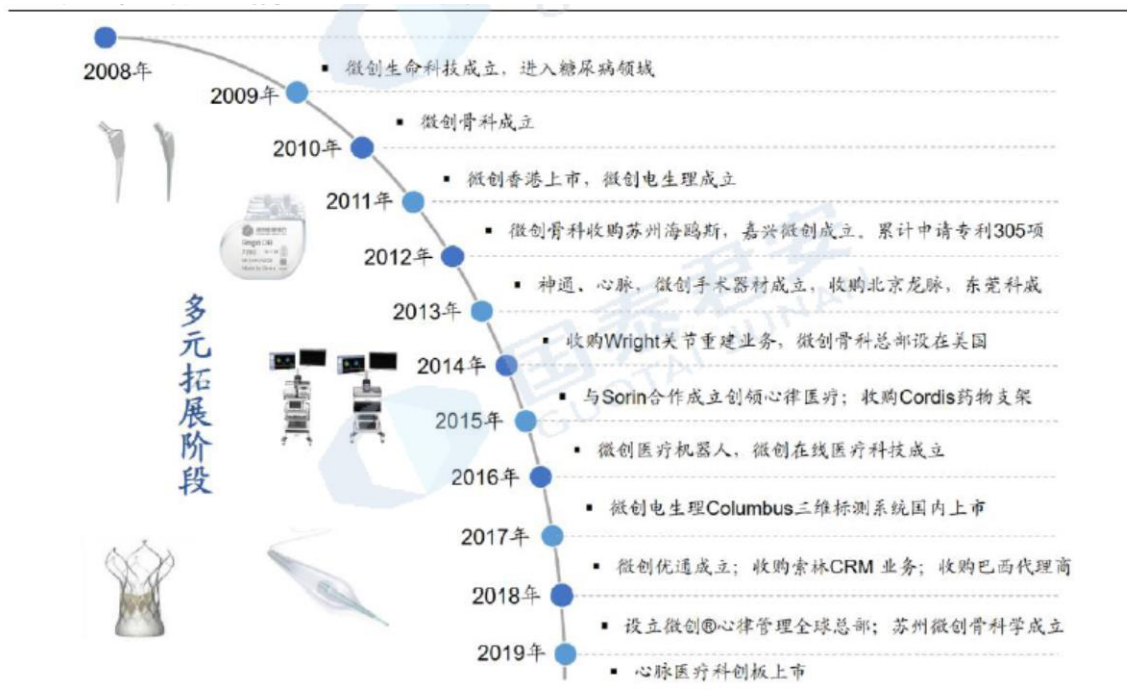 2008年
▪ 微创生命科技成立，进入糖尿病领域
2009年
▪ 微创骨科成立
2010年
▪ 微创香港上市，微创电生理成立
2011年
▪ 微创骨科收购苏州海鸥斯，嘉兴微创成立。累计申请专利305项
2012年
▪ 神通、心脉，微创手术器材成立，收购北京龙脉，东莞科威
2013年
▪ 收购Wright关节重建业务，微创骨科总部设在美国
2014年
▪ 与Sorin合作成立创领心律医疗；收购Cordis药物支架
2015年
▪ 微创医疗机器人，微创在线医疗科技成立
2016年
▪ 微创电生理Columbus三维标测系统国内上市
2017年
▪ 微创优通成立；收购索林CRM 业务；收购巴西代理商
2018年
▪ 设立微创®心律管理全球总部；苏州微创骨科学成立
2019年
▪ 心脉医疗科创板上市
多元拓展阶段
国泰君安
GUOTAI JUNAN